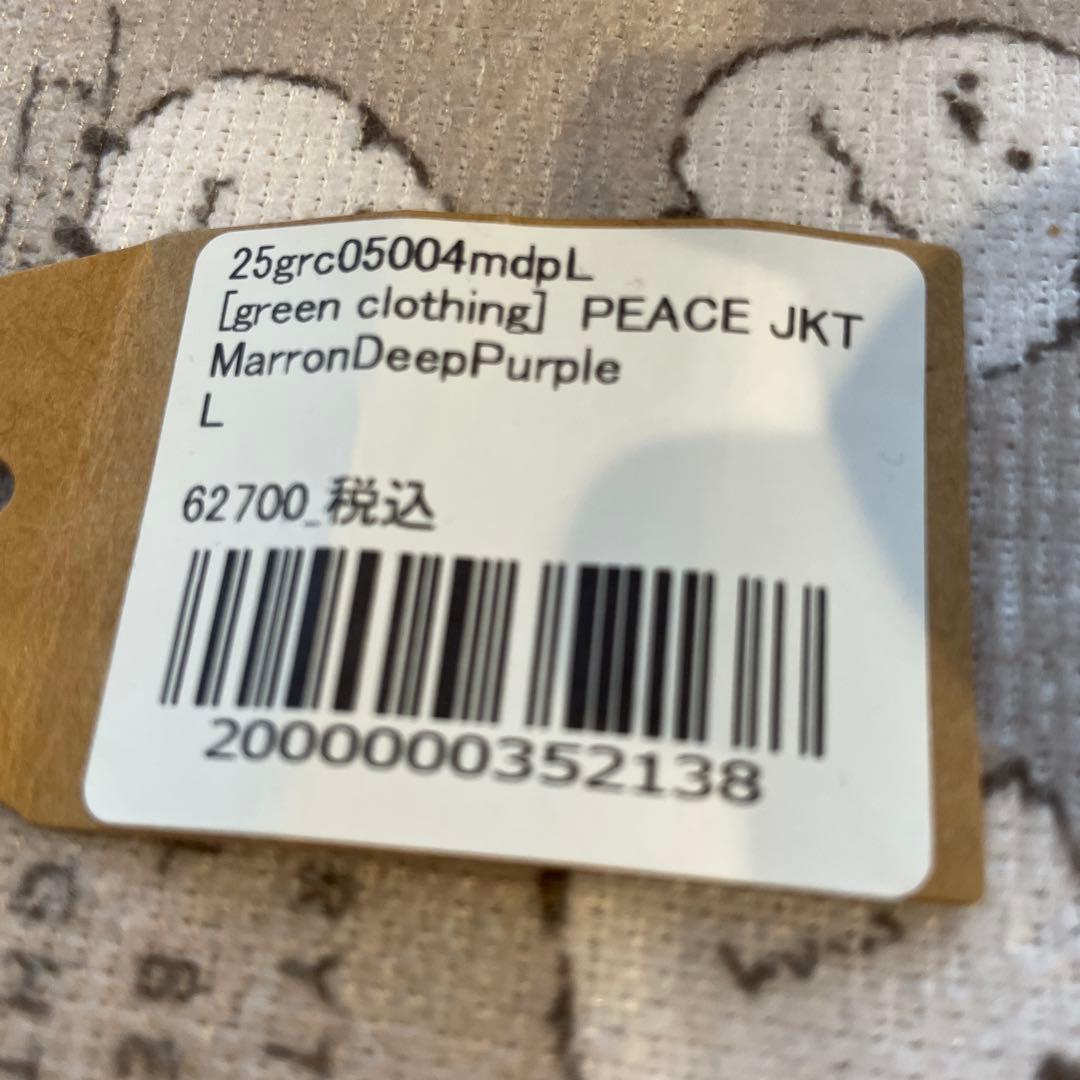 25grc05004mdpL
[green clothing] PEACE JKT
MarronDeepPurple
L
62700_税込
2000000352138